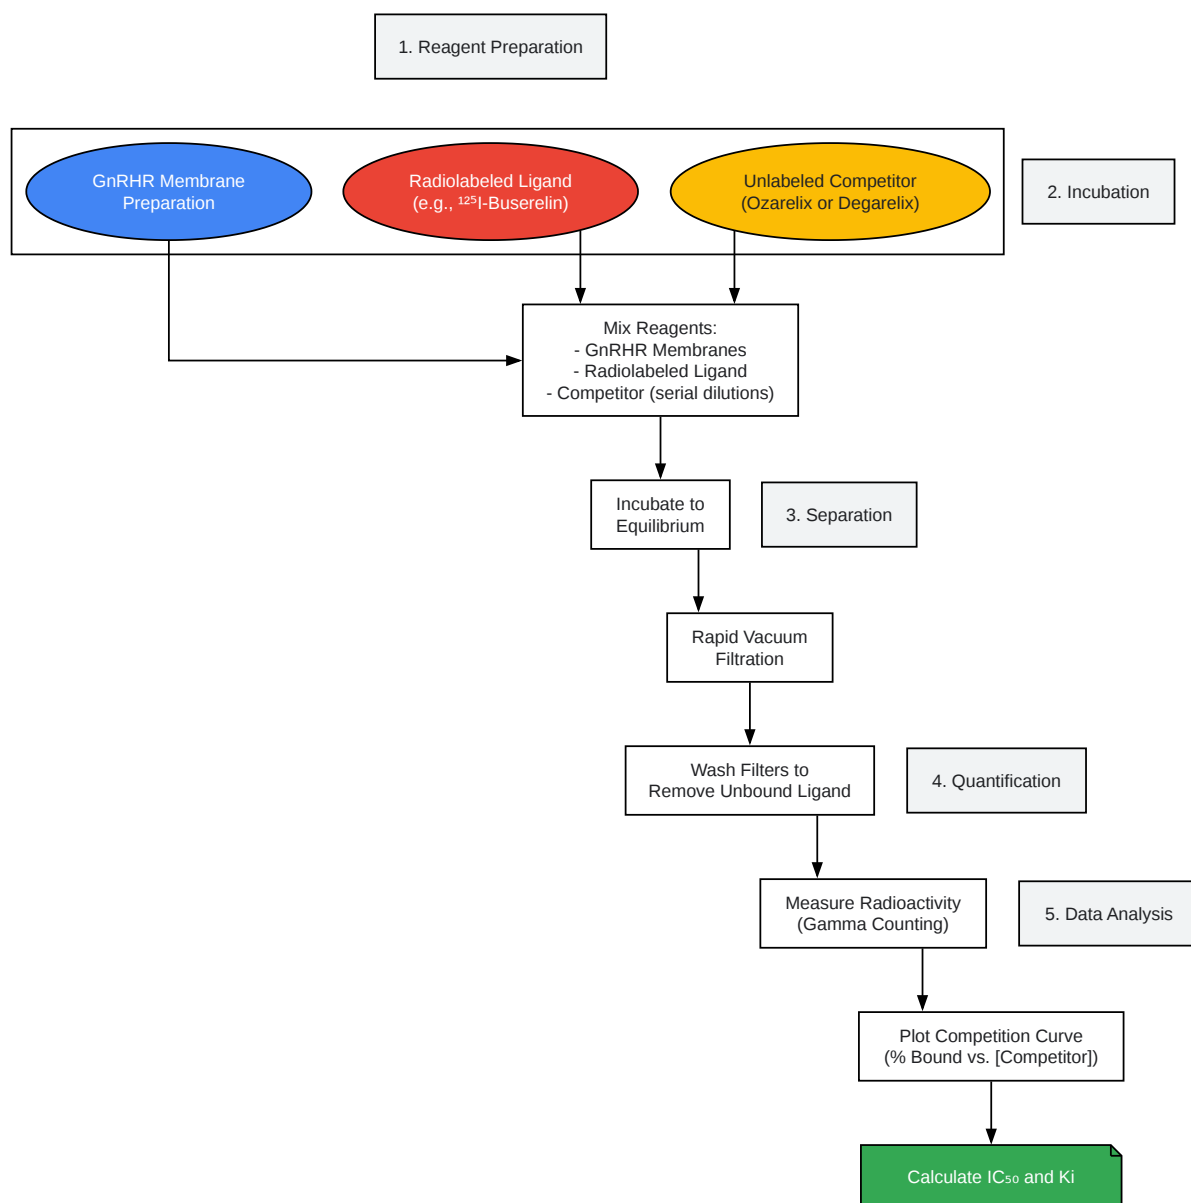 1. Reagent Preparation
GnRHR Membrane
Preparation
Radiolabeled Ligand
(e.g., ¹²⁵I-Buserelin)
Unlabeled Competitor
(Ozarelix or Degarelix)
2. Incubation
Mix Reagents:
- GnRHR Membranes
- Radiolabeled Ligand
- Competitor (serial dilutions)
Incubate to
Equilibrium
3. Separation
Rapid Vacuum
Filtration
Wash Filters to
Remove Unbound Ligand
4. Quantification
Measure Radioactivity
(Gamma Counting)
5. Data Analysis
Plot Competition Curve
(% Bound vs. [Competitor])
Calculate IC₅₀ and Ki